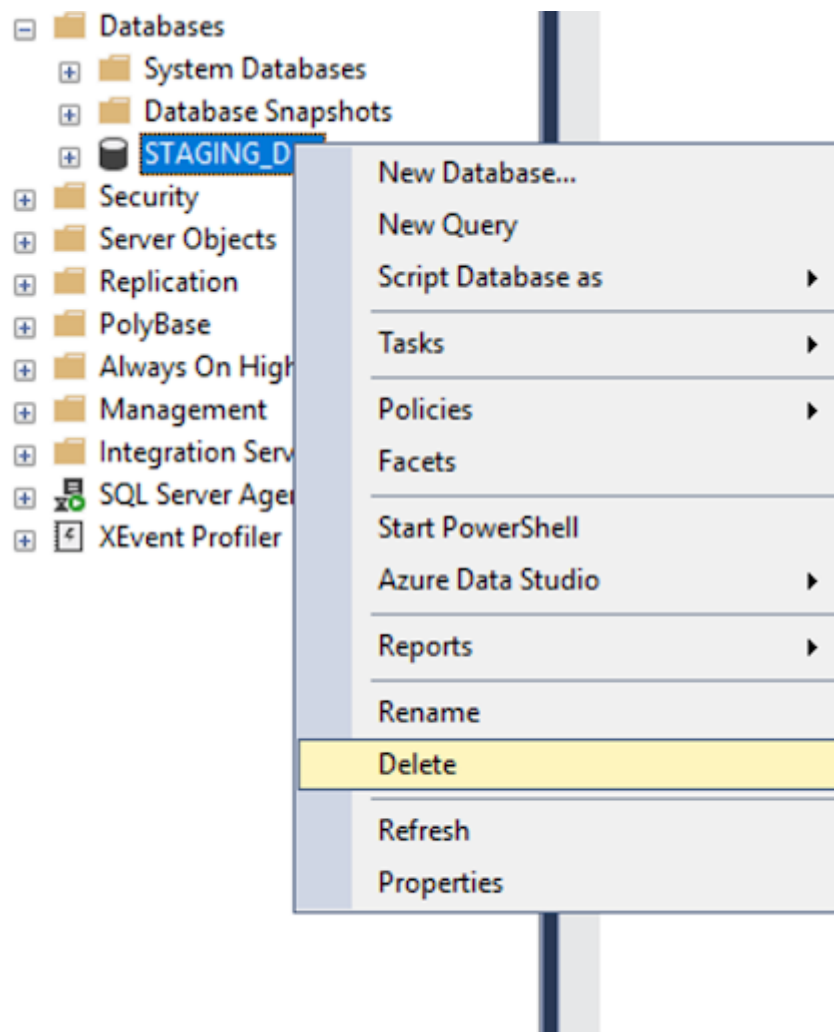 Databases
System Databases
Database Snapshots
STAGING_D
Security
Server Objects
Replication
PolyBase
Always On High
Management
Integration Serv
SQL Server Agen
XEvent Profiler
New Database...
New Query
Script Database as
Tasks
Policies
Facets
Start PowerShell
Azure Data Studio
Reports
Rename
Delete
Refresh
Properties